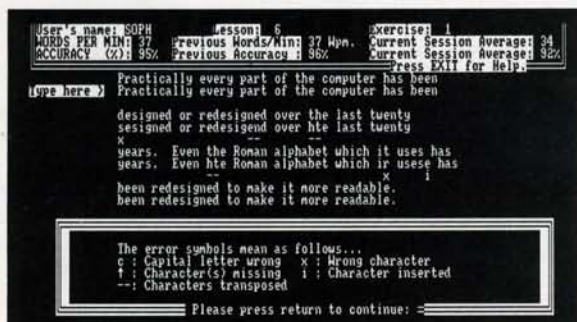 User's name: SOPH Lesson: 6 Exercise: 1
WORDS PER MIN: 37 Previous Words/Min: 37 Wpm. Current Session Average: 34
ACCURACY (%): 95% Previous Accuracy : 96% Current Session Average: 92%
Press EXIT for Help.
Practically every part of the computer has been
Type here > Practically every part of the computer has been
designed or redesigned over the last twenty
sesigned or redesigend over hte last twenty
x -- --
years. Even the Roman alphabet which it uses has
years. Even hte Roman alphabet which ir usese has
-- x i
been redesigned to make it more readable.
been redesigned to make it more readable.
The error symbols mean as follows...
c : Capital letter wrong x : Wrong character
↑ : Character(s) missing i : Character inserted
--: Characters transposed
Please press return to continue: